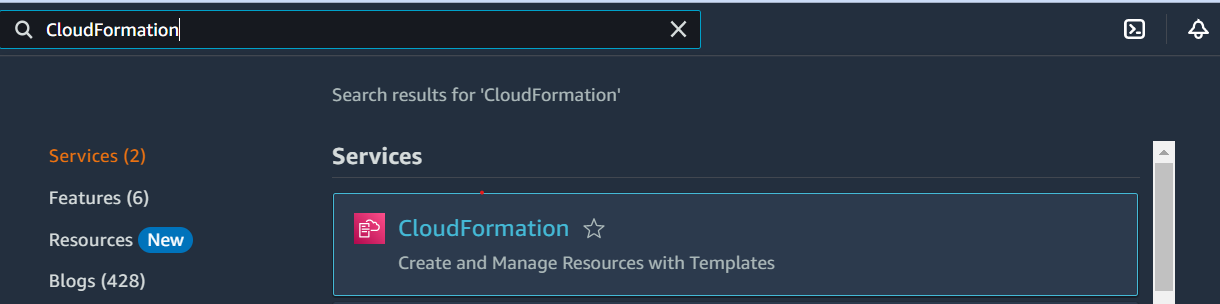 CloudFormation
Search results for 'CloudFormation'
Services (2)
Features (6)
Resources New
Blogs (428)
Services
CloudFormation
Create and Manage Resources with Templates